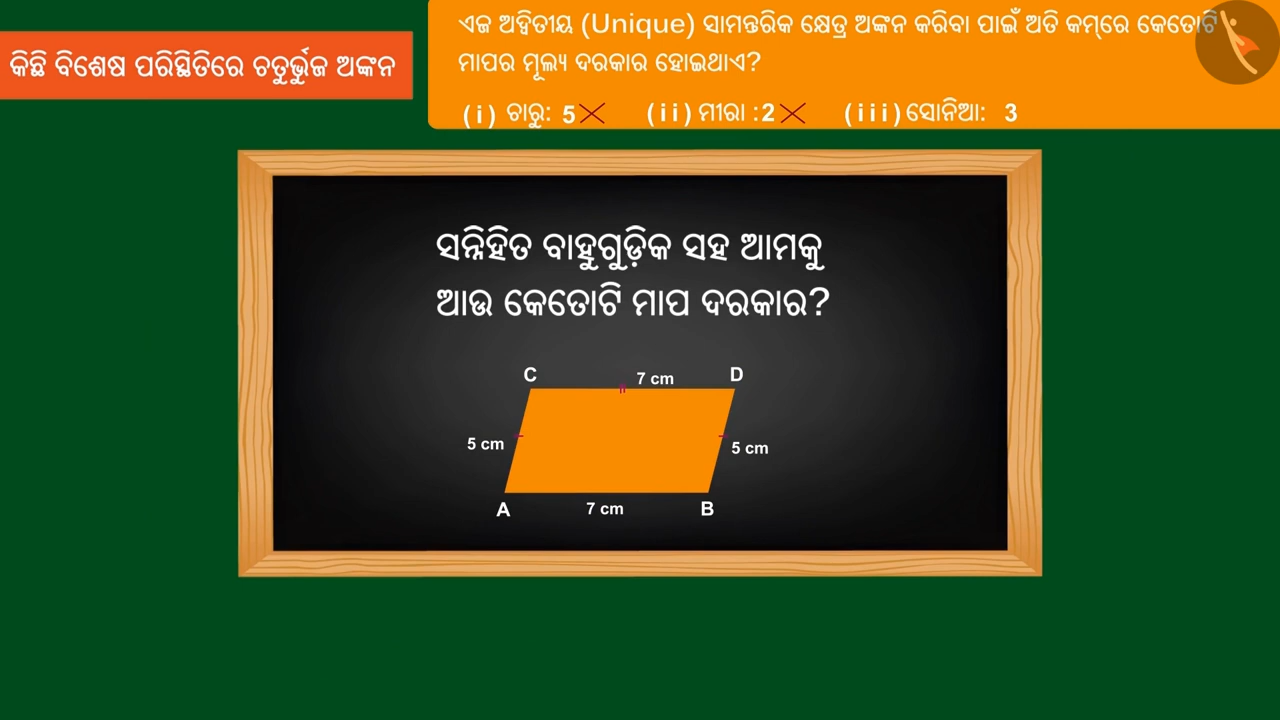 କିଛି ବିଶେଷ ପରିସ୍ଥିତିରେ ଚତୁର୍ଭୁଜ ଅଙ୍କନ
ଏଜ ଅଦ୍ୱିତୀୟ (Unique) ସାମନ୍ତରିକ କ୍ଷେତ୍ର ଅଙ୍କନ କରିବା ପାଇଁ ଅତି କମ୍‌ରେ କେତୋଟି
ମାପର ମୂଲ୍ୟ ଦରକାର ହୋଇଥାଏ?
(i) ଚାରୁ: 5 (ii) ମୀରା : 2 (iii) ସୋନିଆ: 3
ସନ୍ନିହିତ ବାହୁଗୁଡ଼ିକ ସହ ଆମକୁ
ଆଉ କେତୋଟି ମାପ ଦରକାର?
C 7 cm D
5 cm 5 cm
A 7 cm B